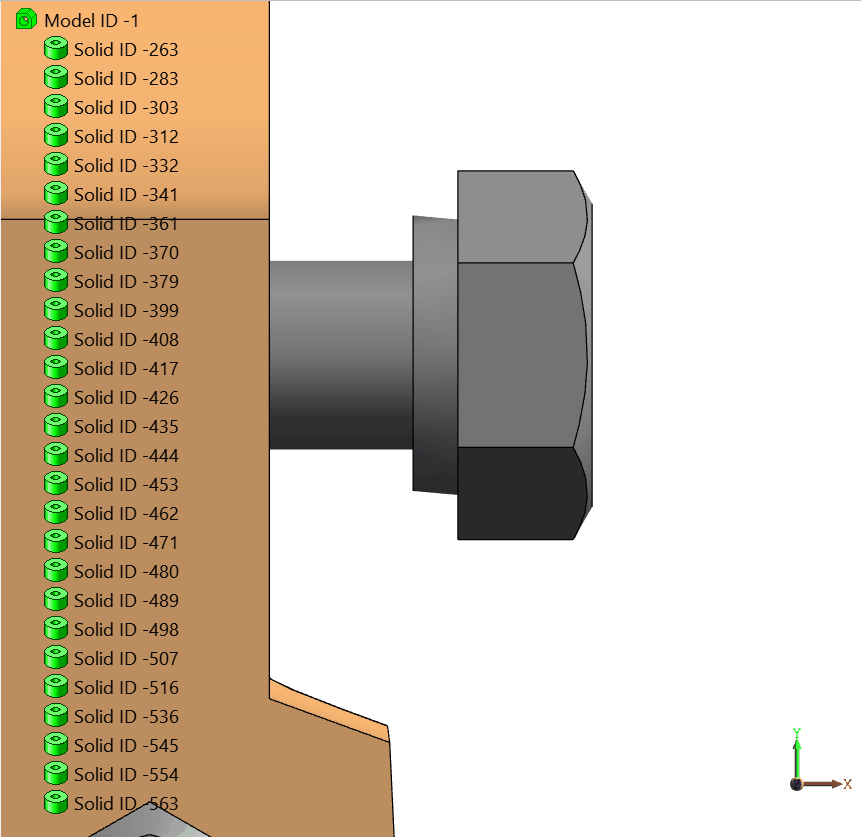 Model ID -1
Solid ID -263
Solid ID -283
Solid ID -303
Solid ID -312
Solid ID -332
Solid ID -341
Solid ID -361
Solid ID -370
Solid ID -379
Solid ID -399
Solid ID -408
Solid ID -417
Solid ID -426
Solid ID -435
Solid ID -444
Solid ID -453
Solid ID -462
Solid ID -471
Solid ID -480
Solid ID -489
Solid ID -498
Solid ID -507
Solid ID -516
Solid ID -536
Solid ID -545
Solid ID -554
Solid ID -563
Y
X